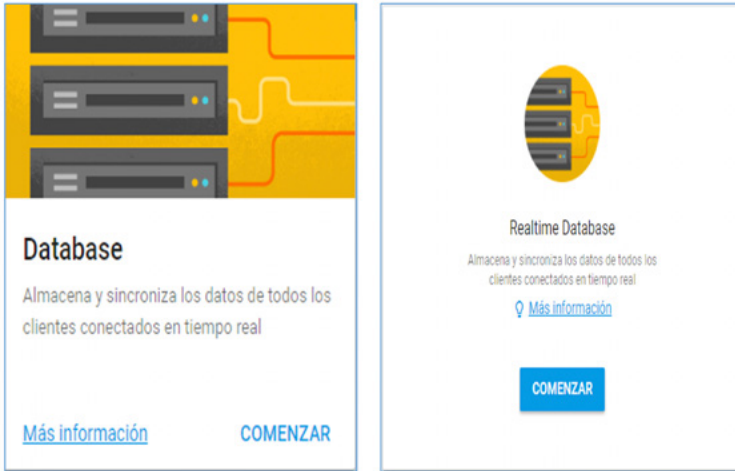 Database
Almacena y sincroniza los datos de todos los
clientes conectados en tiempo real
Más información
COMENZAR
Realtime Database
Almacena y sincroniza los datos de todos los
clientes conectados en tiempo real
Más información
COMENZAR